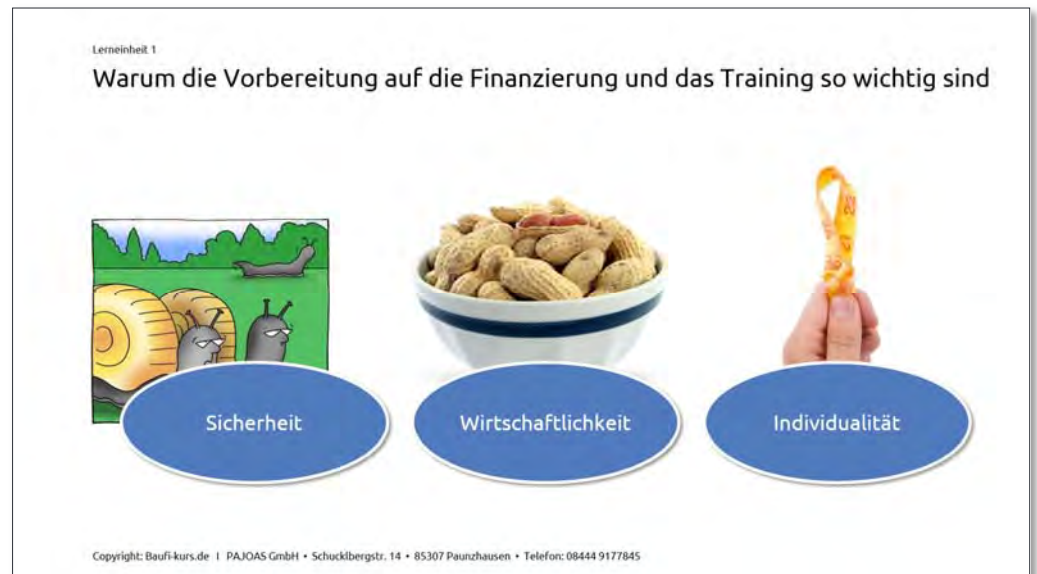 Lerneinheit 1
Warum die Vorbereitung auf die Finanzierung und das Training so wichtig sind
Sicherheit
Wirtschaftlichkeit
Individualität
Copyright: Baufi-kurs.de I PAJOAS GmbH • Schucklbergstr. 14 • 85307 Paunzhausen • Telefon: 08444 9177845